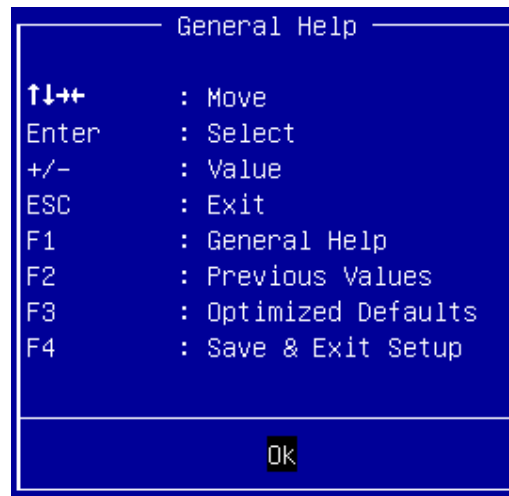 General Help
↑↓→← : Move
Enter : Select
+/- : Value
ESC : Exit
F1 : General Help
F2 : Previous Values
F3 : Optimized Defaults
F4 : Save & Exit Setup
Ok